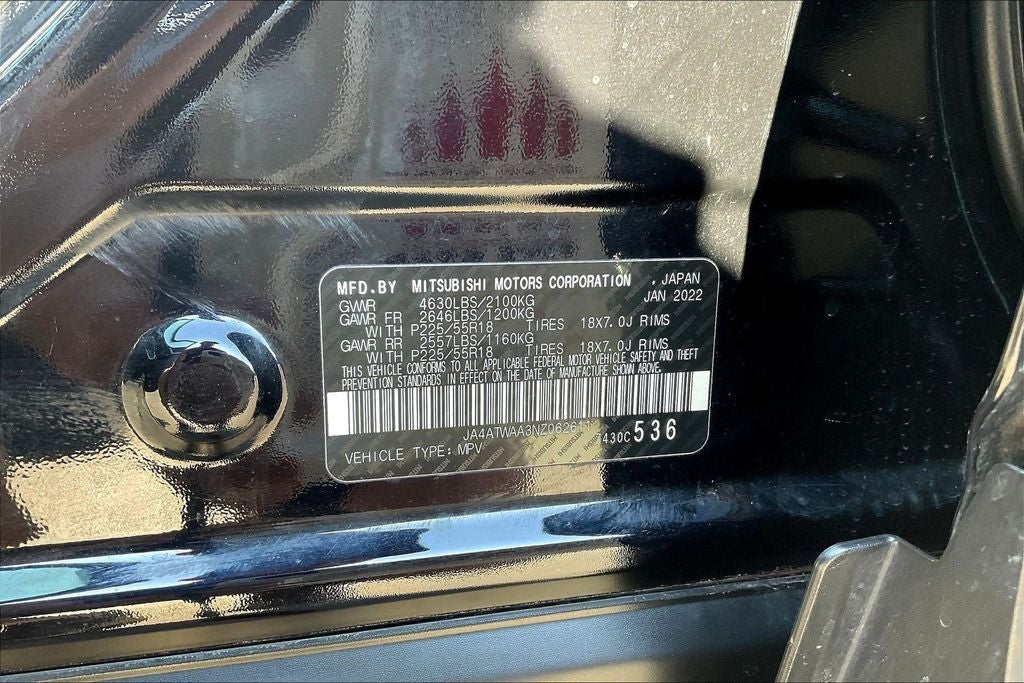 MFD.BY MITSUBISHI MOTORS CORPORATION , JAPAN
GWR 4630LBS/2100KG JAN 2022
GAWR FR 2646LBS/1200KG
WITH P225/55R18 TIRES 18X7.0J RIMS
GAWR RR 2557LBS/1160KG
WITH P225/55R18 TIRES 18X7.0J RIMS
THIS VEHICLE CONFORMS TO ALL APPLICABLE FEDERAL MOTOR VEHICLE SAFETY AND THEFT
PREVENTION STANDARDS IN EFFECT ON THE DATE OF MANUFACTURE SHOWN ABOVE.
JA4ATWAA3NZ062611 430C 536
VEHICLE TYPE: MPV